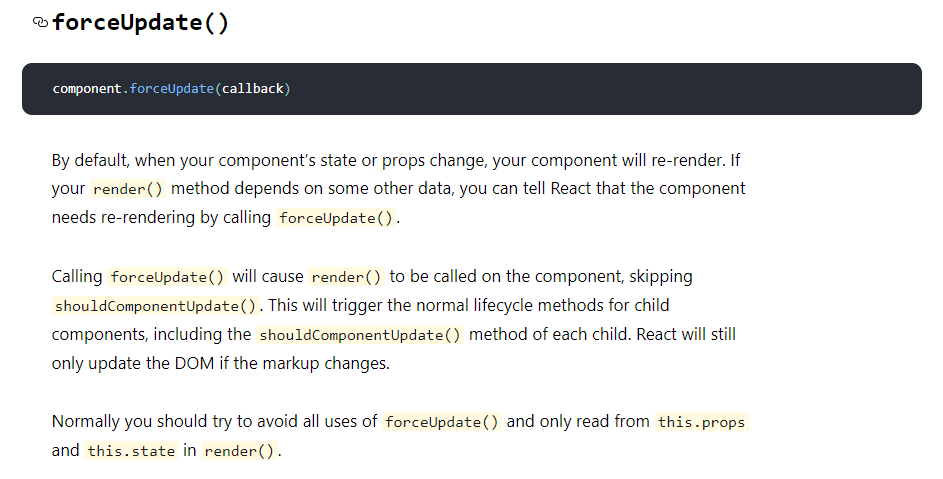 forceUpdate()
component.forceUpdate(callback)
By default, when your component’s state or props change, your component will re-render. If
your render() method depends on some other data, you can tell React that the component
needs re-rendering by calling forceUpdate().
Calling forceUpdate() will cause render() to be called on the component, skipping
shouldComponentUpdate(). This will trigger the normal lifecycle methods for child
components, including the shouldComponentUpdate() method of each child. React will still
only update the DOM if the markup changes.
Normally you should try to avoid all uses of forceUpdate() and only read from this.props
and this.state in render().